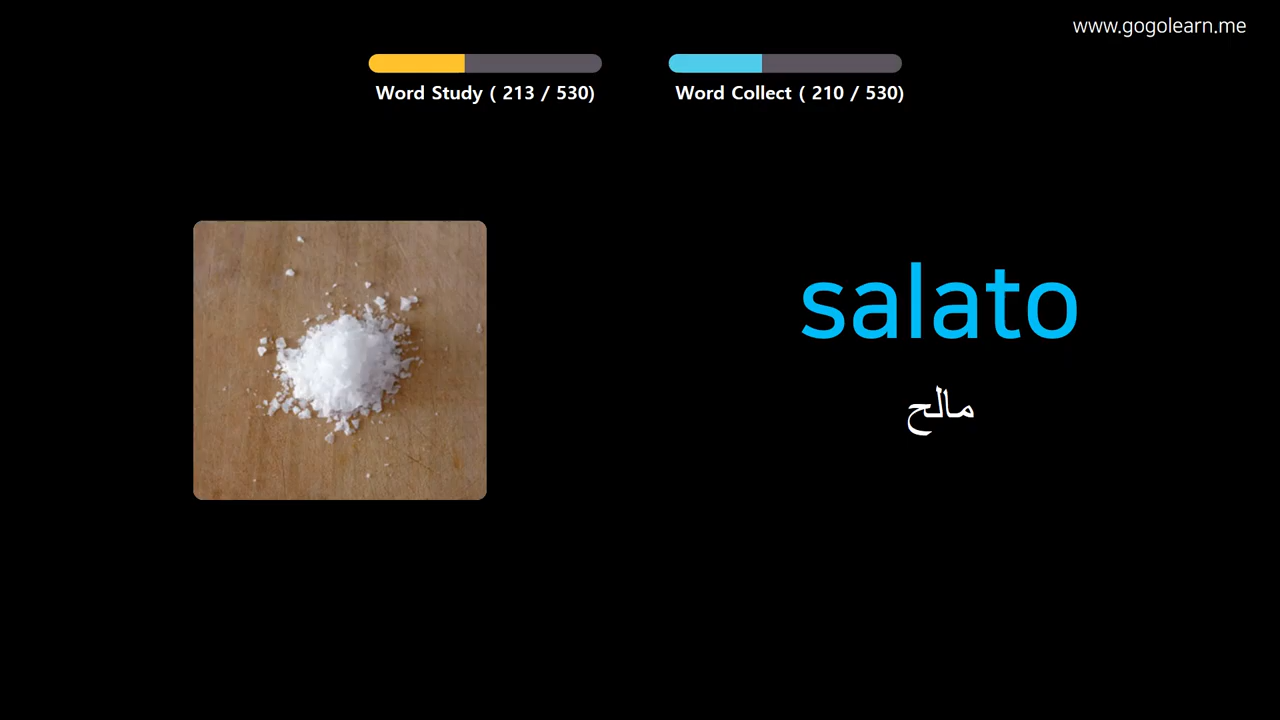 www.gogolearn.me
Word Study ( 213 / 530)
Word Collect ( 210 / 530)
salato
مالح